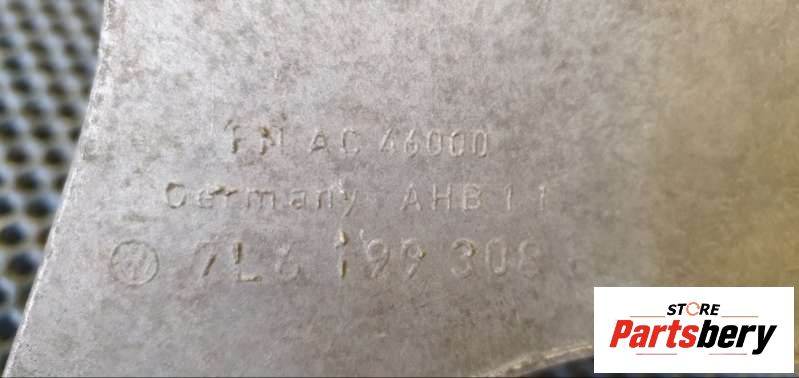 AC 46000
Germany AHB 1 1
7L6 199 308
STORE
Partsbery